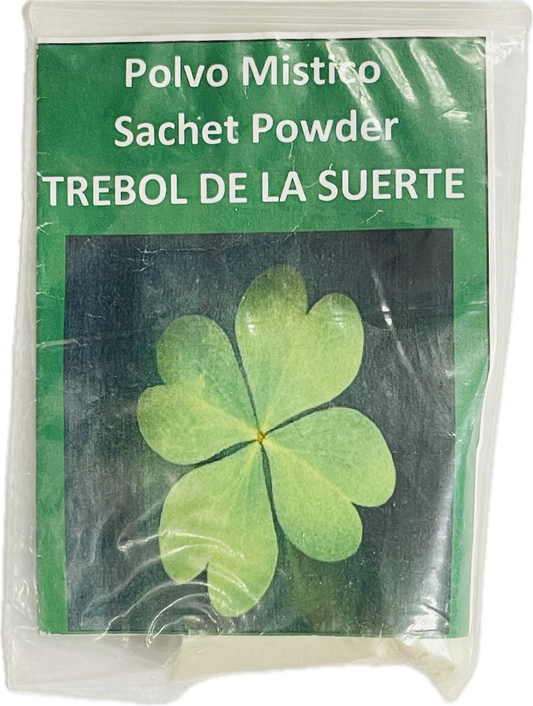 Polvo Mistico
Sachet Powder
TREBOL DE LA SUERTE